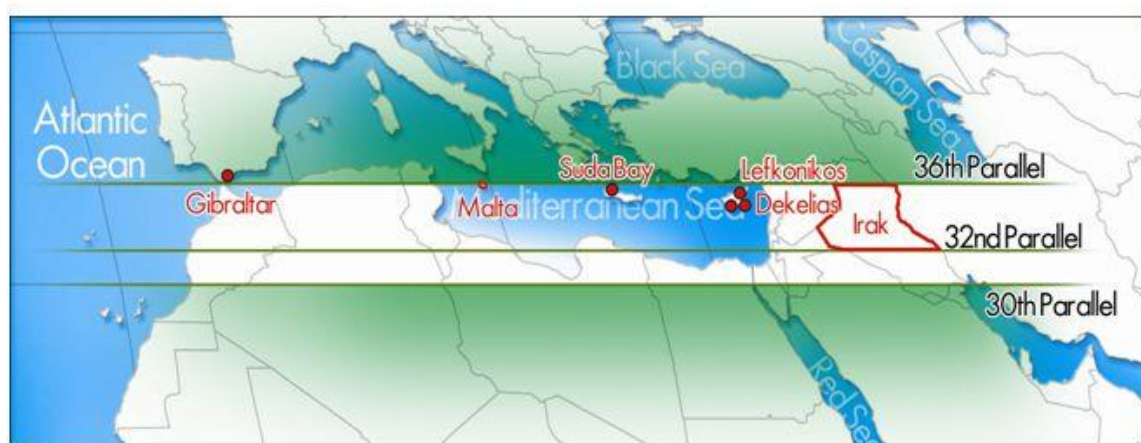 Black Sea
Caspian Sea
Atlantic
Ocean
36th Parallel
Suda Bay
Lefkonikos
Gibraltar
Malta
Mediterranean Sea
Dekelias
Irak
32nd Parallel
30th Parallel
Red Sea